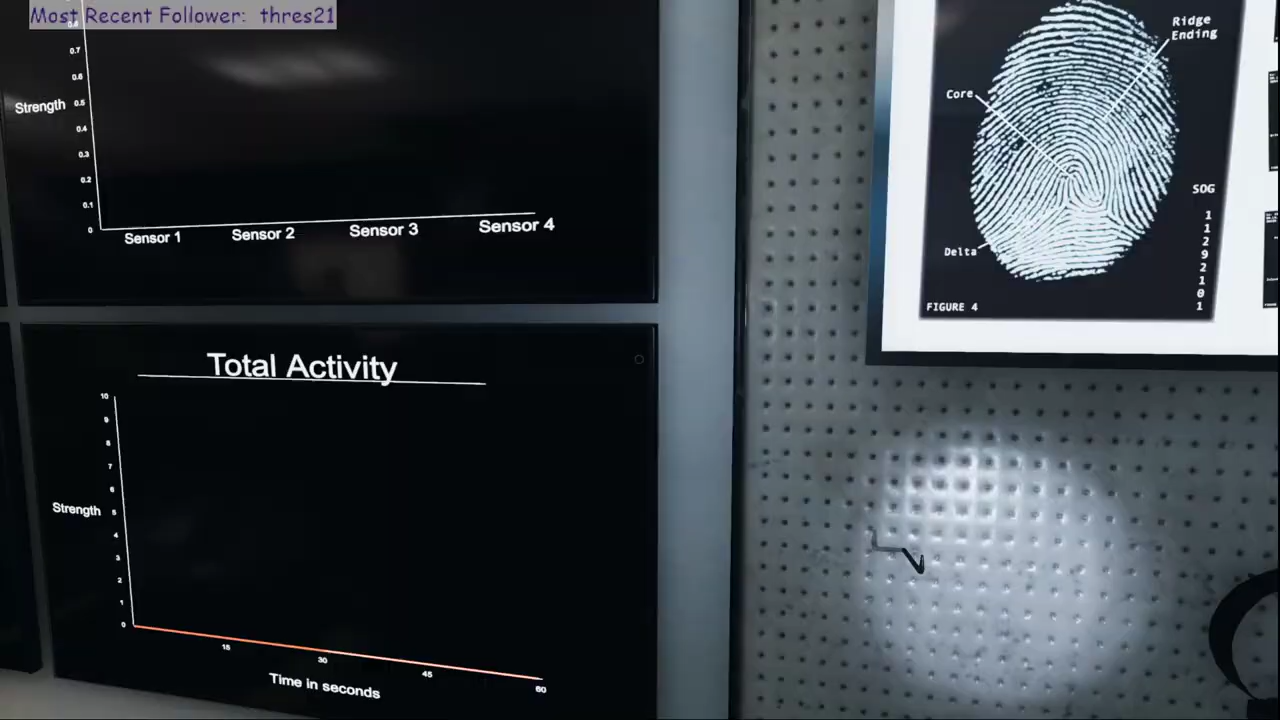 Most Recent Follower: thres21
0.7
0.6
Strength
0.5
0.4
0.3
0.2
0.1
0
Sensor 1
Sensor 2
Sensor 3
Sensor 4
Total Activity
10
9
8
7
6
Strength
5
4
3
2
1
0
15
30
45
60
Time in seconds
Ridge
Ending
Core
SOG
1
1
2
9
2
1
0
1
Delta
FIGURE 4